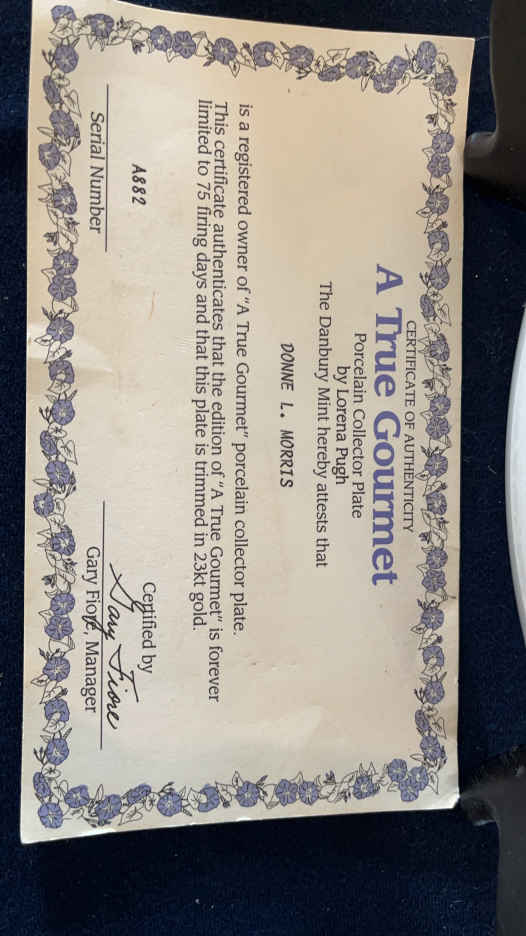 CERTIFICATE OF AUTHENTICITY
A True Gourmet
Porcelain Collector Plate
by Lorena Pugh
The Danbury Mint hereby attests that
DONNE L. MORRIS
is a registered owner of "A True Gourmet" porcelain collector plate.
This certificate authenticates that the edition of "A True Gourmet" is forever
limited to 75 firing days and that this plate is trimmed in 23kt gold.
A882
Serial Number
Certified by
Gary Fiore
Gary Fiore, Manager